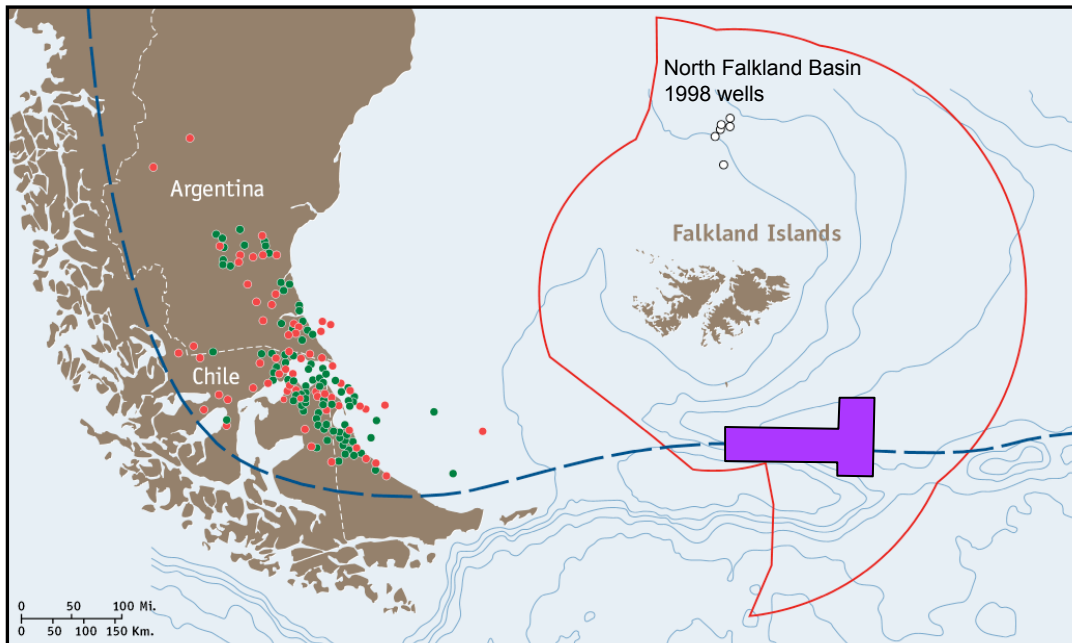 North Falkland Basin
1998 wells
Argentina
Falkland Islands
Chile
0 50 100 Mi.
0 50 100 150 Km.